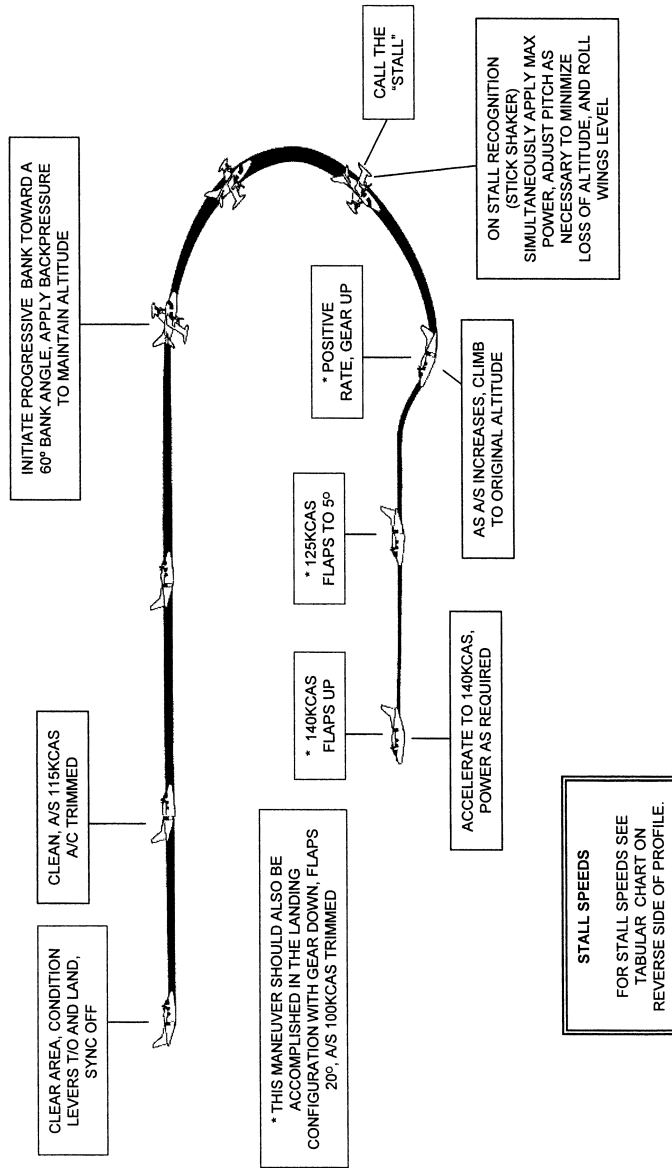 CLEAR AREA, CONDITION
LEVERS T/O AND LAND,
SYNC OFF
CLEAN, A/S 115KCAS
A/C TRIMMED
INITIATE PROGRESSIVE BANK TOWARD A
60º BANK ANGLE, APPLY BACKPRESSURE
TO MAINTAIN ALTITUDE
CALL THE
"STALL"
ON STALL RECOGNITION
(STICK SHAKER)
SIMULTANEOUSLY APPLY MAX
POWER, ADJUST PITCH AS
NECESSARY TO MINIMIZE
LOSS OF ALTITUDE, AND ROLL
WINGS LEVEL
AS A/S INCREASES, CLIMB
TO ORIGINAL ALTITUDE
* POSITIVE
RATE, GEAR UP
* 125KCAS
FLAPS TO 5º
* 140KCAS
FLAPS UP
ACCELERATE TO 140KCAS,
POWER AS REQUIRED
* THIS MANEUVER SHOULD ALSO BE
ACCOMPLISHED IN THE LANDING
CONFIGURATION WITH GEAR DOWN, FLAPS
20º, A/S 100KCAS TRIMMED
STALL SPEEDS
FOR STALL SPEEDS SEE
TABULAR CHART ON
REVERSE SIDE OF PROFILE.